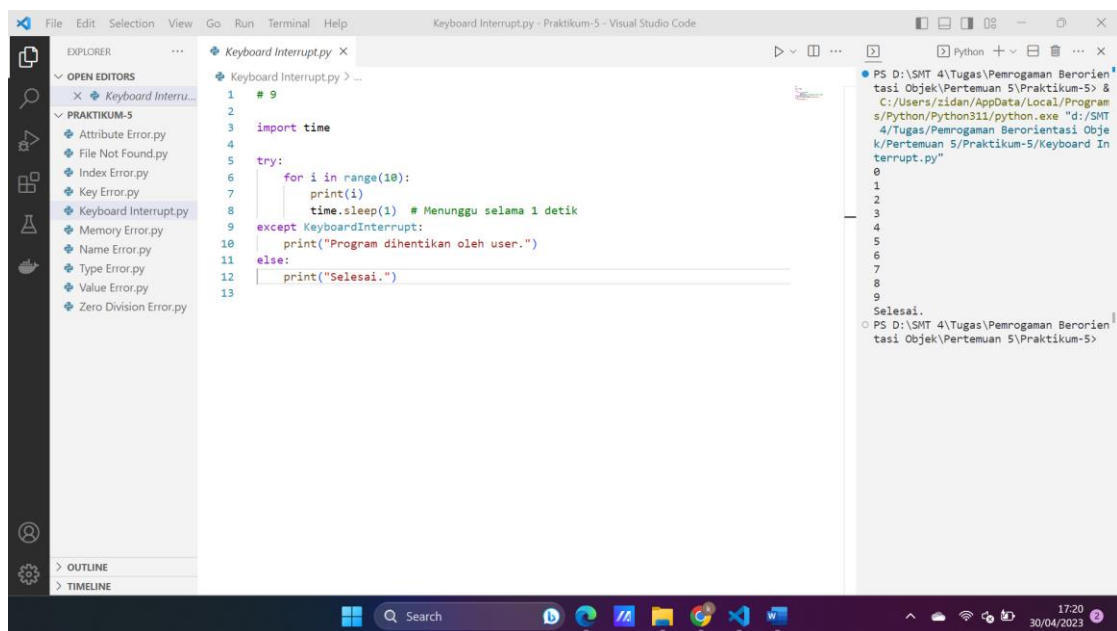 File Edit Selection View Go Run Terminal Help
Keyboard Interrupt.py - Praktikum-5 - Visual Studio Code
EXPLORER
OPEN EDITORS
Keyboard Interru...
PRAKTIKUM-5
Attribute Error.py
File Not Found.py
Index Error.py
Key Error.py
Keyboard Interrupt.py
Memory Error.py
Name Error.py
Type Error.py
Value Error.py
Zero Division Error.py
OUTLINE
TIMELINE
Keyboard Interrupt.py
Keyboard Interrupt.py > ...
1 # 9
2
3 import time
4
5 try:
6     for i in range(10):
7         print(i)
8         time.sleep(1)  # Menunggu selama 1 detik
9 except KeyboardInterrupt:
10     print("Program dihentikan oleh user.")
11 else:
12     print("Selesai.")
13
Python
PS D:\SMT 4\Tugas\Pemrogaman Berorien
tasi Objek\Pertemuan 5\Praktikum-5> &
C:/Users/zidan/AppData/Local/Program
s/Python/Python311/python.exe "d:/SMT
4/Tugas/Pemrogaman Berorientasi Obje
k/Pertemuan 5/Praktikum-5/Keyboard In
terrupt.py"
0
1
2
3
4
5
6
7
8
9
Selesai.
PS D:\SMT 4\Tugas\Pemrogaman Berorien
tasi Objek\Pertemuan 5\Praktikum-5>
Search
17:20
30/04/2023
2